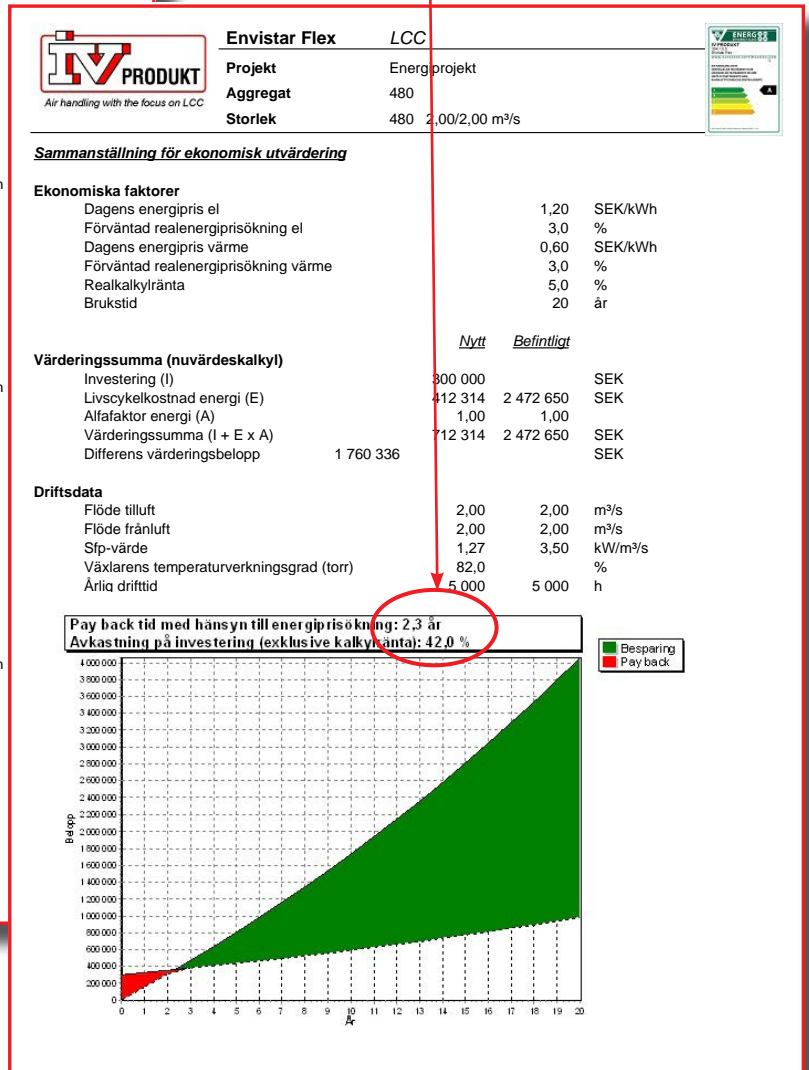 IV PRODUKT
Air handling with the focus on LCC
Envistar Flex LCC
Projekt Energiprojekt
Aggregat 480
Storlek 480 2,00/2,00 m³/s
ENERG
IV PRODUKT
A
Sammanställning för ekonomisk utvärdering
Ekonomiska faktorer
Dagens energipris el 1,20 SEK/kWh
Förväntad realenergiprisökning el 3,0 %
Dagens energipris värme 0,60 SEK/kWh
Förväntad realenergiprisökning värme 3,0 %
Realkalkylränta 5,0 %
Brukstid 20 år
Nytt Befintligt
Värderingssumma (nuvärdeskalkyl)
Investering (I) 300 000 SEK
Livscykelkostnad energi (E) 412 314 2 472 650 SEK
Alfafaktor energi (A) 1,00 1,00
Värderingssumma (I + E x A) 712 314 2 472 650 SEK
Differens värderingsbelopp 1 760 336 SEK
Driftsdata
Flöde tilluft 2,00 2,00 m³/s
Flöde frånluft 2,00 2,00 m³/s
Sfp-värde 1,27 3,50 kW/m³/s
Växlarens temperaturverkningsgrad (torr) 82,0 %
Årlig drifttid 5 000 5 000 h
Pay back tid med hänsyn till energiprisökning: 2,3 år
Avkastning på investering (exklusive kalkylränta): 42,0 %
Besparing
Pay back
4 000 000
3 800 000
3 600 000
3 400 000
3 200 000
3 000 000
2 800 000
2 600 000
2 400 000
2 200 000
2 000 000
1 800 000
1 600 000
1 400 000
1 200 000
1 000 000
800 000
600 000
400 000
200 000
0
Belopp
0 1 2 3 4 5 6 7 8 9 10 11 12 13 14 15 16 17 18 19 20
År